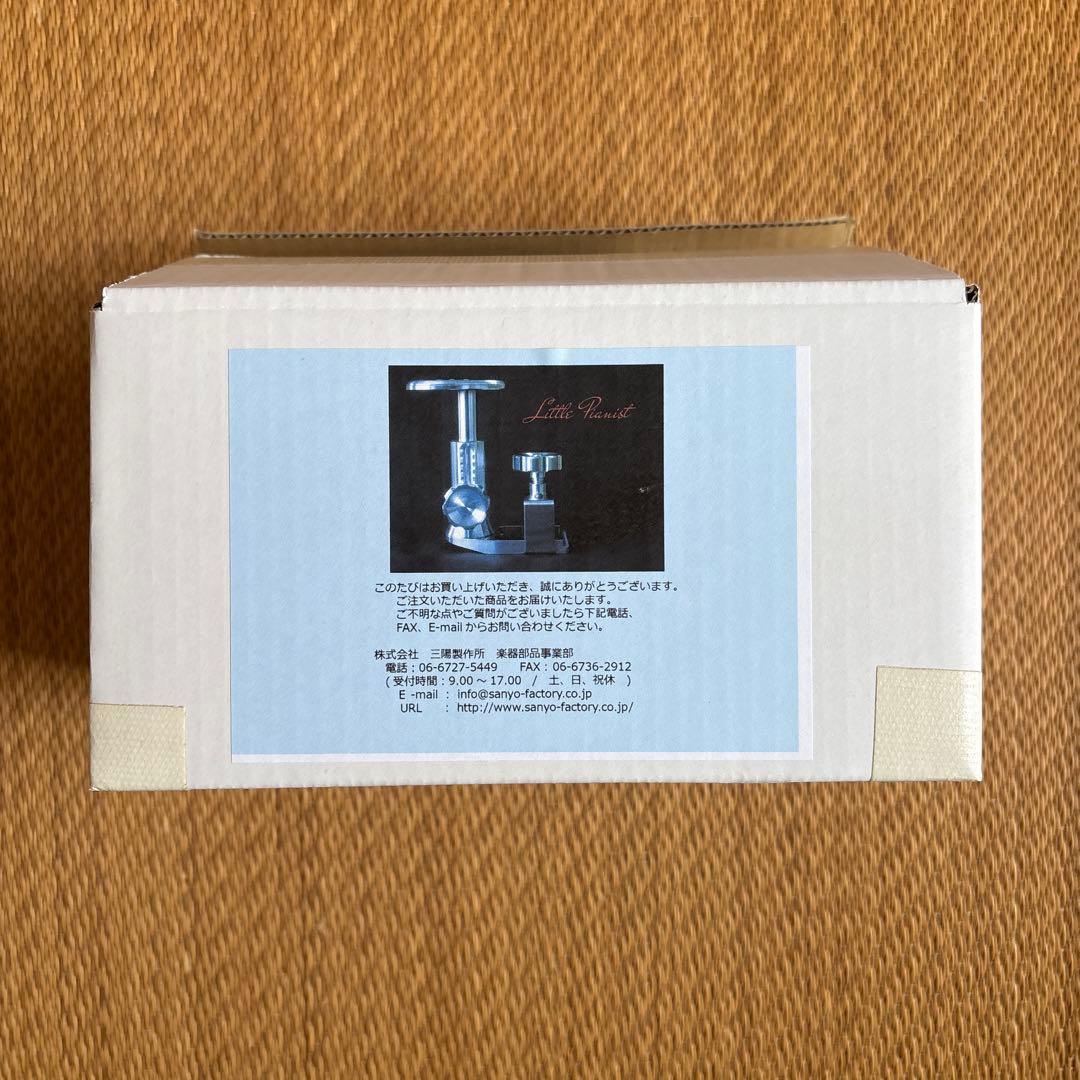 Little Pianist
このたびはお買い上げいただき、誠にありがとうございます。
ご注文いただいた商品をお届けいたします。
ご不明な点やご質問がございましたら下記電話、
FAX、E-mailからお問い合わせください。
株式会社　三陽製作所　楽器部品事業部
電話：06-6727-5449　FAX：06-6736-2912
（受付時間：9.00～17.00　/　土、日、祝休　）
E -mail ： info@sanyo-factory.co.jp
URL　： http://www.sanyo-factory.co.jp/